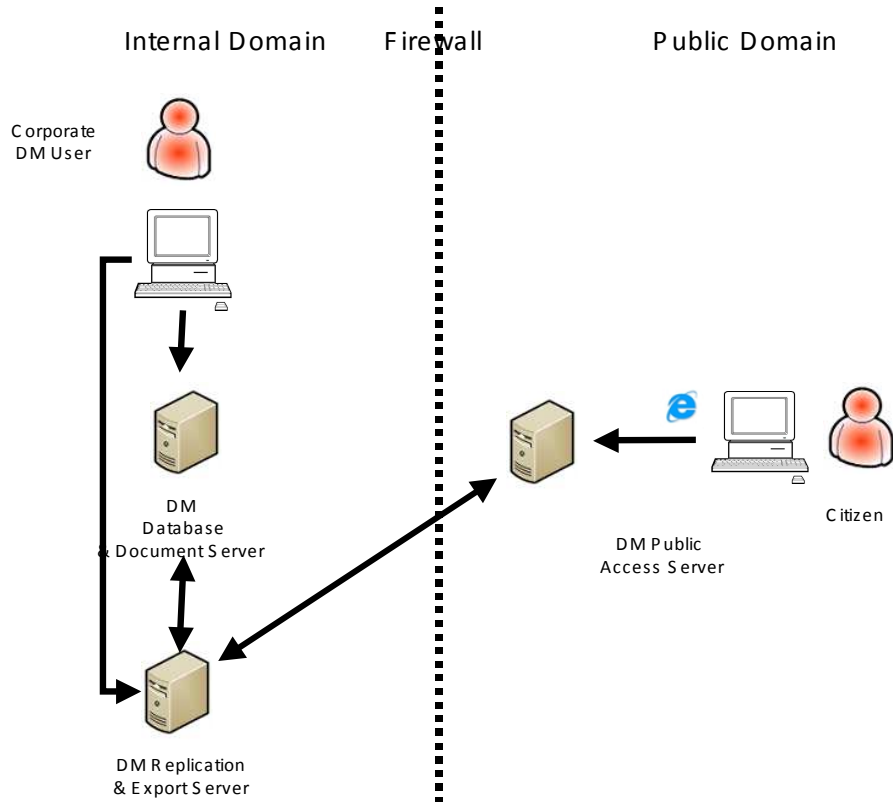 Internal Domain
Firewall
Public Domain
Corporate
DM User
DM
Database
& Document Server
DM Public
Access Server
Citizen
DM Replication
& Export Server